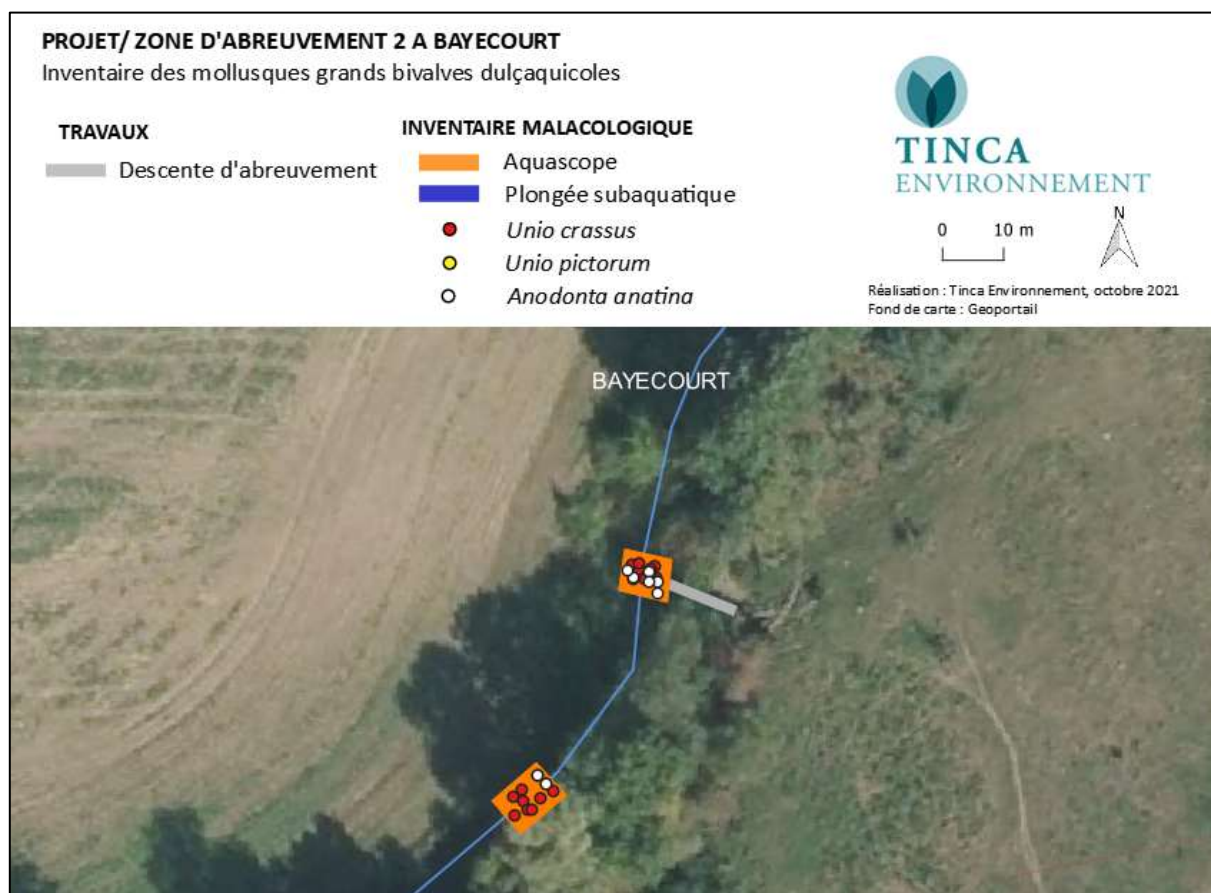 PROJET/ ZONE D'ABREUVEMENT 2 A BAYECOURT
Inventaire des mollusques grands bivalves dulçaquicoles
TRAVAUX
Descente d'abreuvement
INVENTAIRE MALACOLOGIQUE
Aquascope
Plongée subaquatique
Unio crassus
Unio pictorum
Anodonta anatina
TINCA
ENVIRONNEMENT
0 10 m
N
Réalisation : Tinca Environnement, octobre 2021
Fond de carte : Geoportail
BAYECOURT